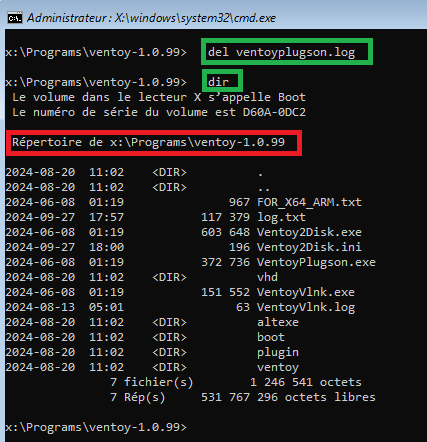 Administrateur : X:\windows\system32\cmd.exe
x:\Programs\ventoy-1.0.99> del ventoyplugson.log
x:\Programs\ventoy-1.0.99> dir
Le volume dans le lecteur X s’appelle Boot
Le numéro de série du volume est D60A-0DC2
Répertoire de x:\Programs\ventoy-1.0.99
2024-08-20 11:02 <DIR> .
2024-08-20 11:02 <DIR> ..
2024-06-08 01:19 967 FOR_X64_ARM.txt
2024-09-27 17:57 117 379 log.txt
2024-06-08 01:19 603 648 Ventoy2Disk.exe
2024-09-27 18:00 196 Ventoy2Disk.ini
2024-06-08 01:19 372 736 VentoyPlugson.exe
2024-08-20 11:02 <DIR> vhd
2024-06-08 01:19 151 552 VentoyVlnk.exe
2024-08-13 05:01 63 VentoyVlnk.log
2024-08-20 11:02 <DIR> altexe
2024-08-20 11:02 <DIR> boot
2024-08-20 11:02 <DIR> plugin
2024-08-20 11:02 <DIR> ventoy
7 fichier(s) 1 246 541 octets
7 Rép(s) 531 767 296 octets libres
x:\Programs\ventoy-1.0.99>